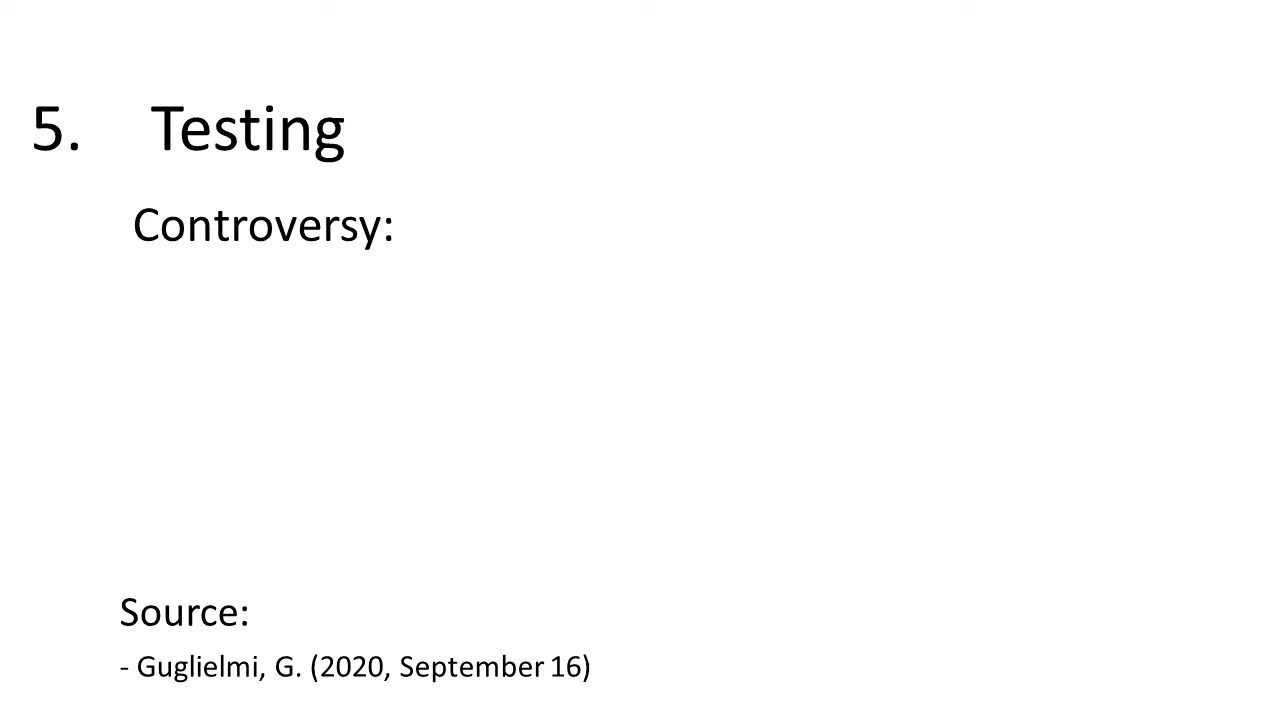 5. Testing
Controversy:
Source:
- Guglielmi, G. (2020, September 16)